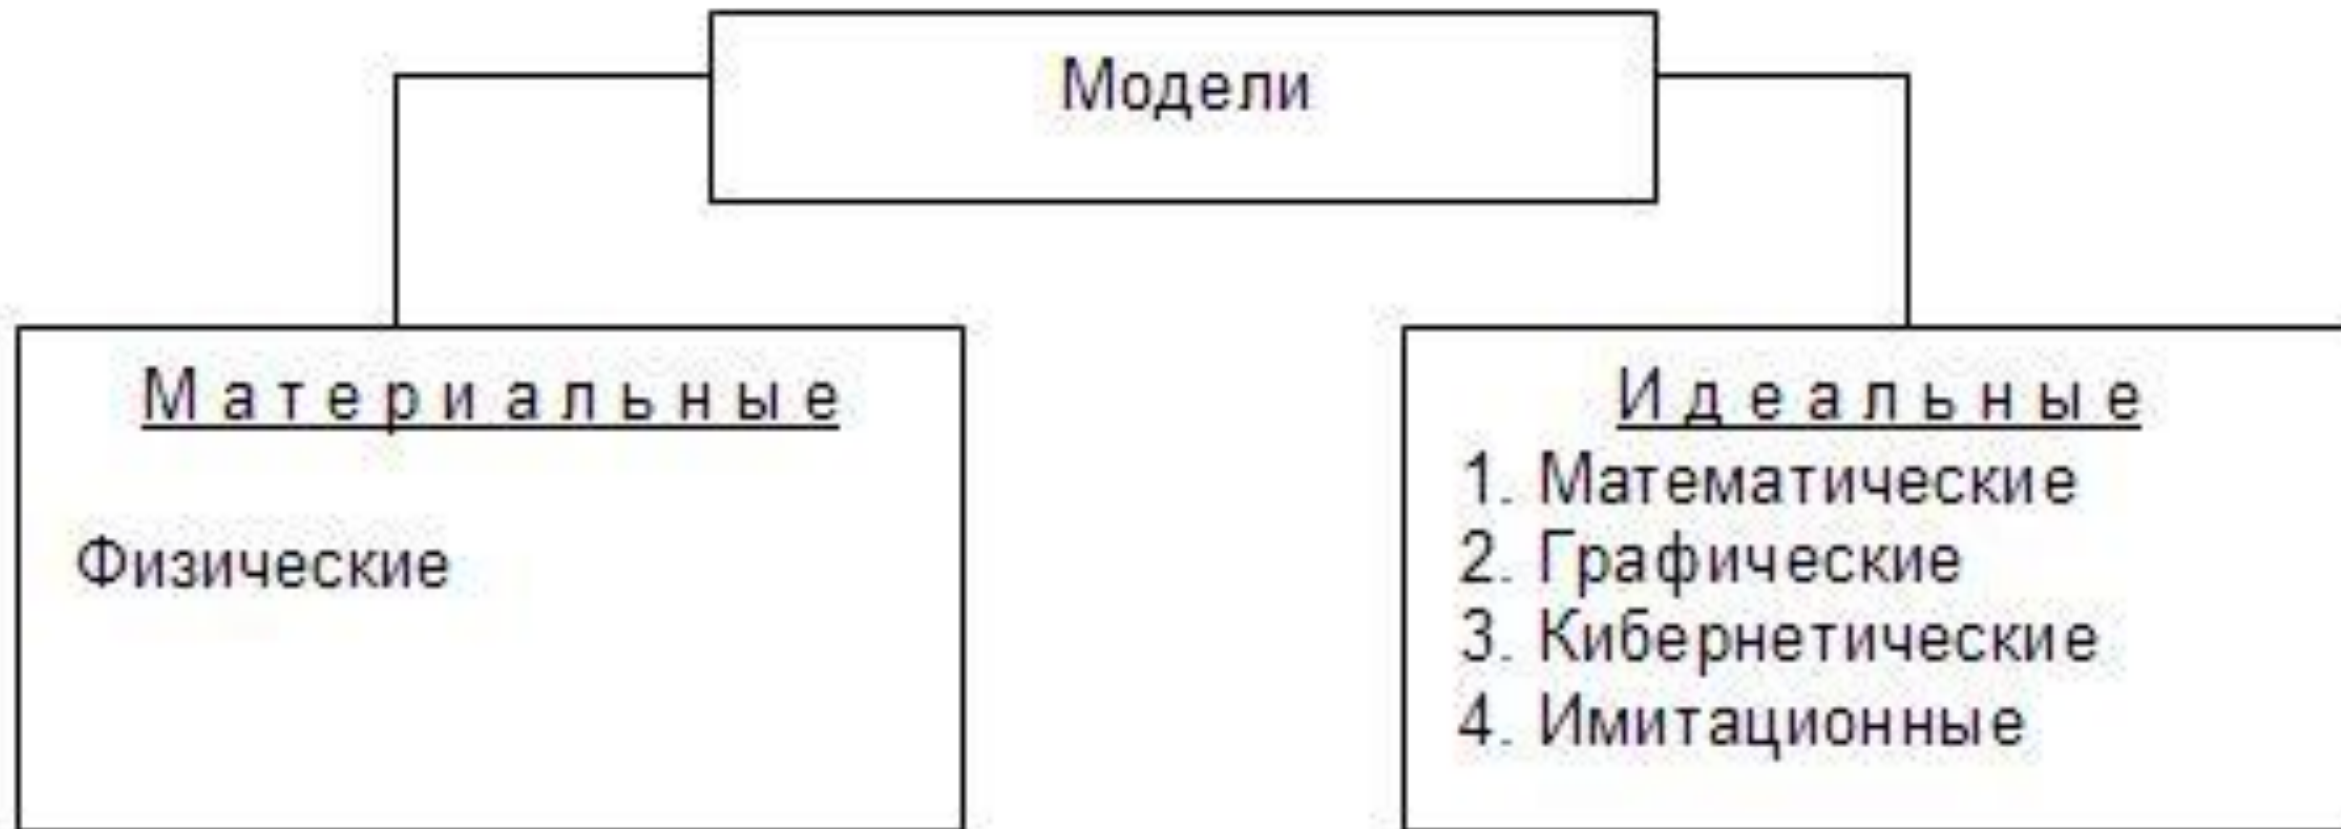 Модели
Материальные
Физические
Идеальные
1. Математические
2. Графические
3. Кибернетические
4. Имитационные